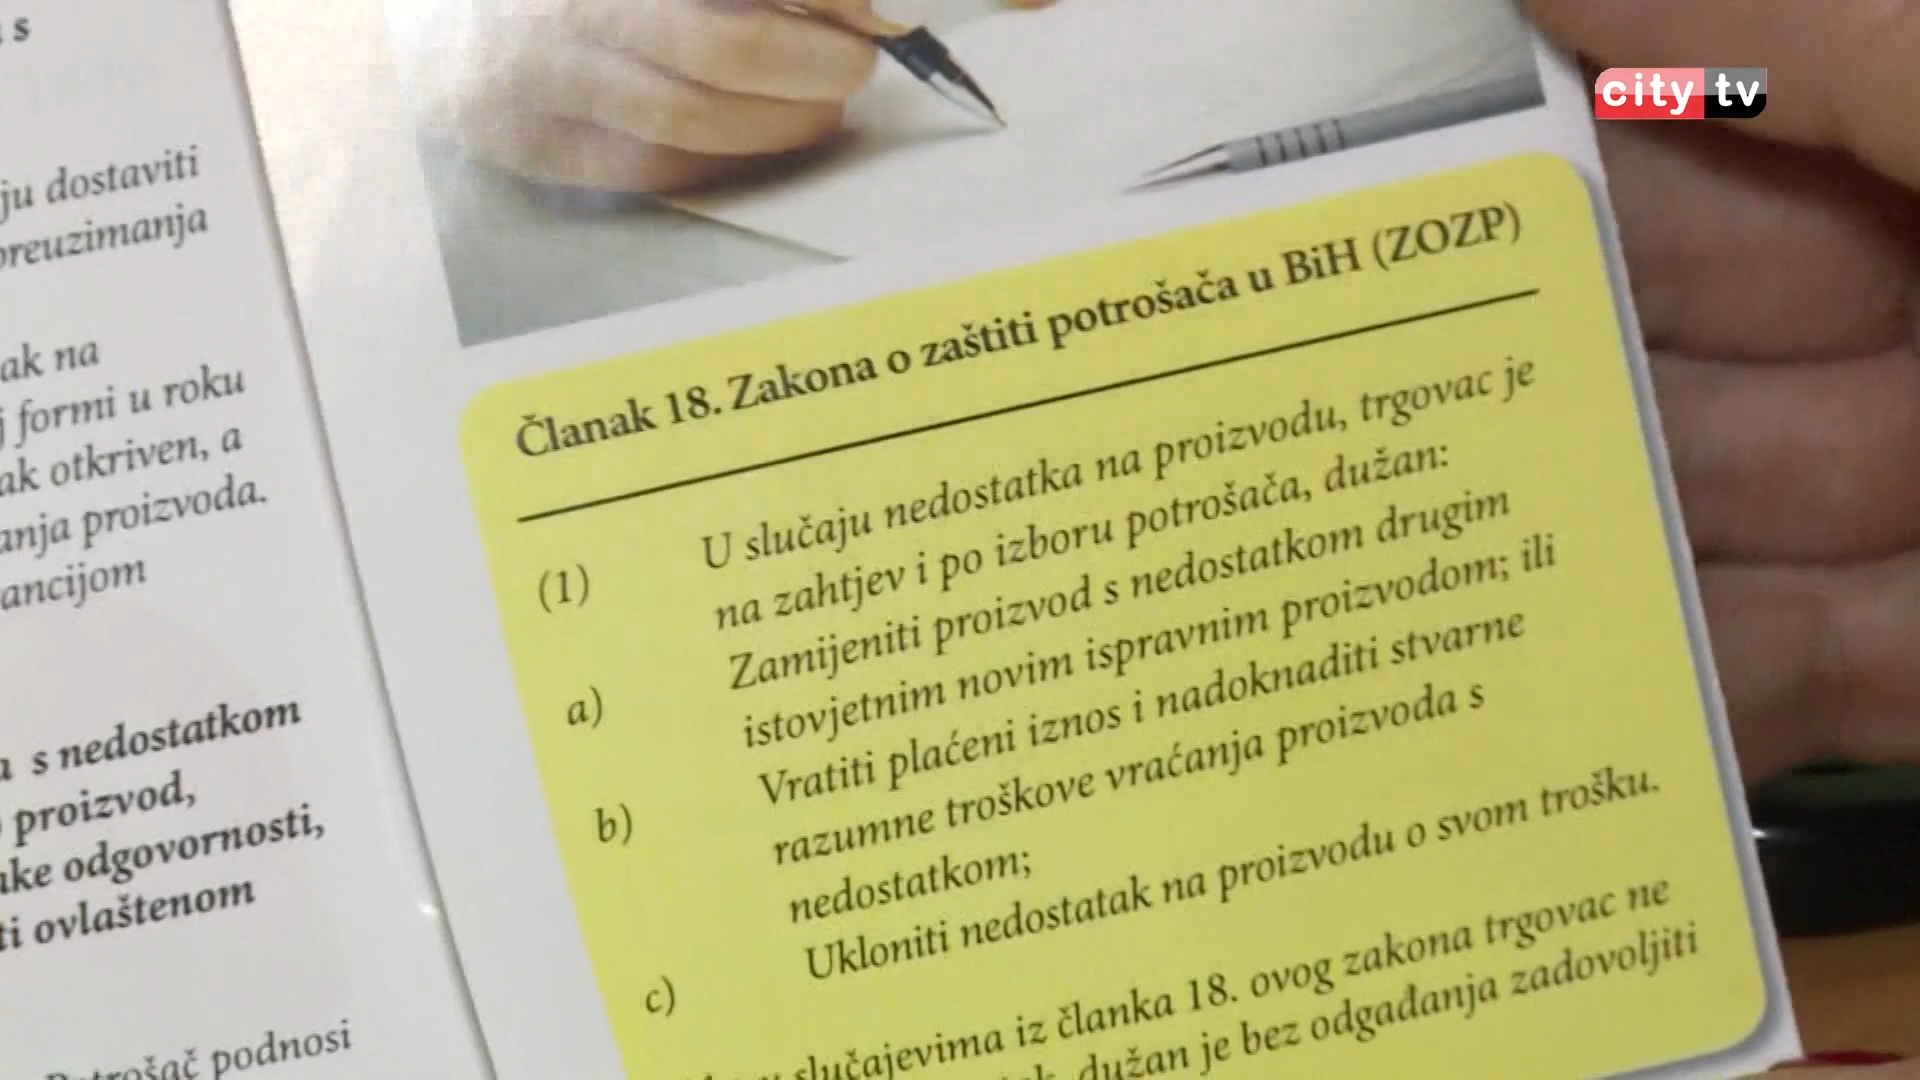 city tv
s
ju dostaviti
preuzimanja
ak na
formi u roku
ak otkriven, a
anja proizvoda.
ancijom
s nedostatkom
proizvod,
ake odgovornosti,
ti ovlaštenom
Potrošač podnosi
Članak 18. Zakona o zaštiti potrošača u BiH (ZOZP)
(1) U slučaju nedostatka na proizvodu, trgovac je
na zahtjev i po izboru potrošača, dužan:
a) Zamijeniti proizvod s nedostatkom drugim
istovjetnim novim ispravnim proizvodom; ili
b) Vratiti plaćeni iznos i nadoknaditi stvarne
razumne troškove vraćanja proizvoda s
nedostatkom;
c) Ukloniti nedostatak na proizvodu o svom trošku.
slučajevima iz članka 18. ovog zakona trgovac ne
dužan je bez odgađanja zadovoljiti